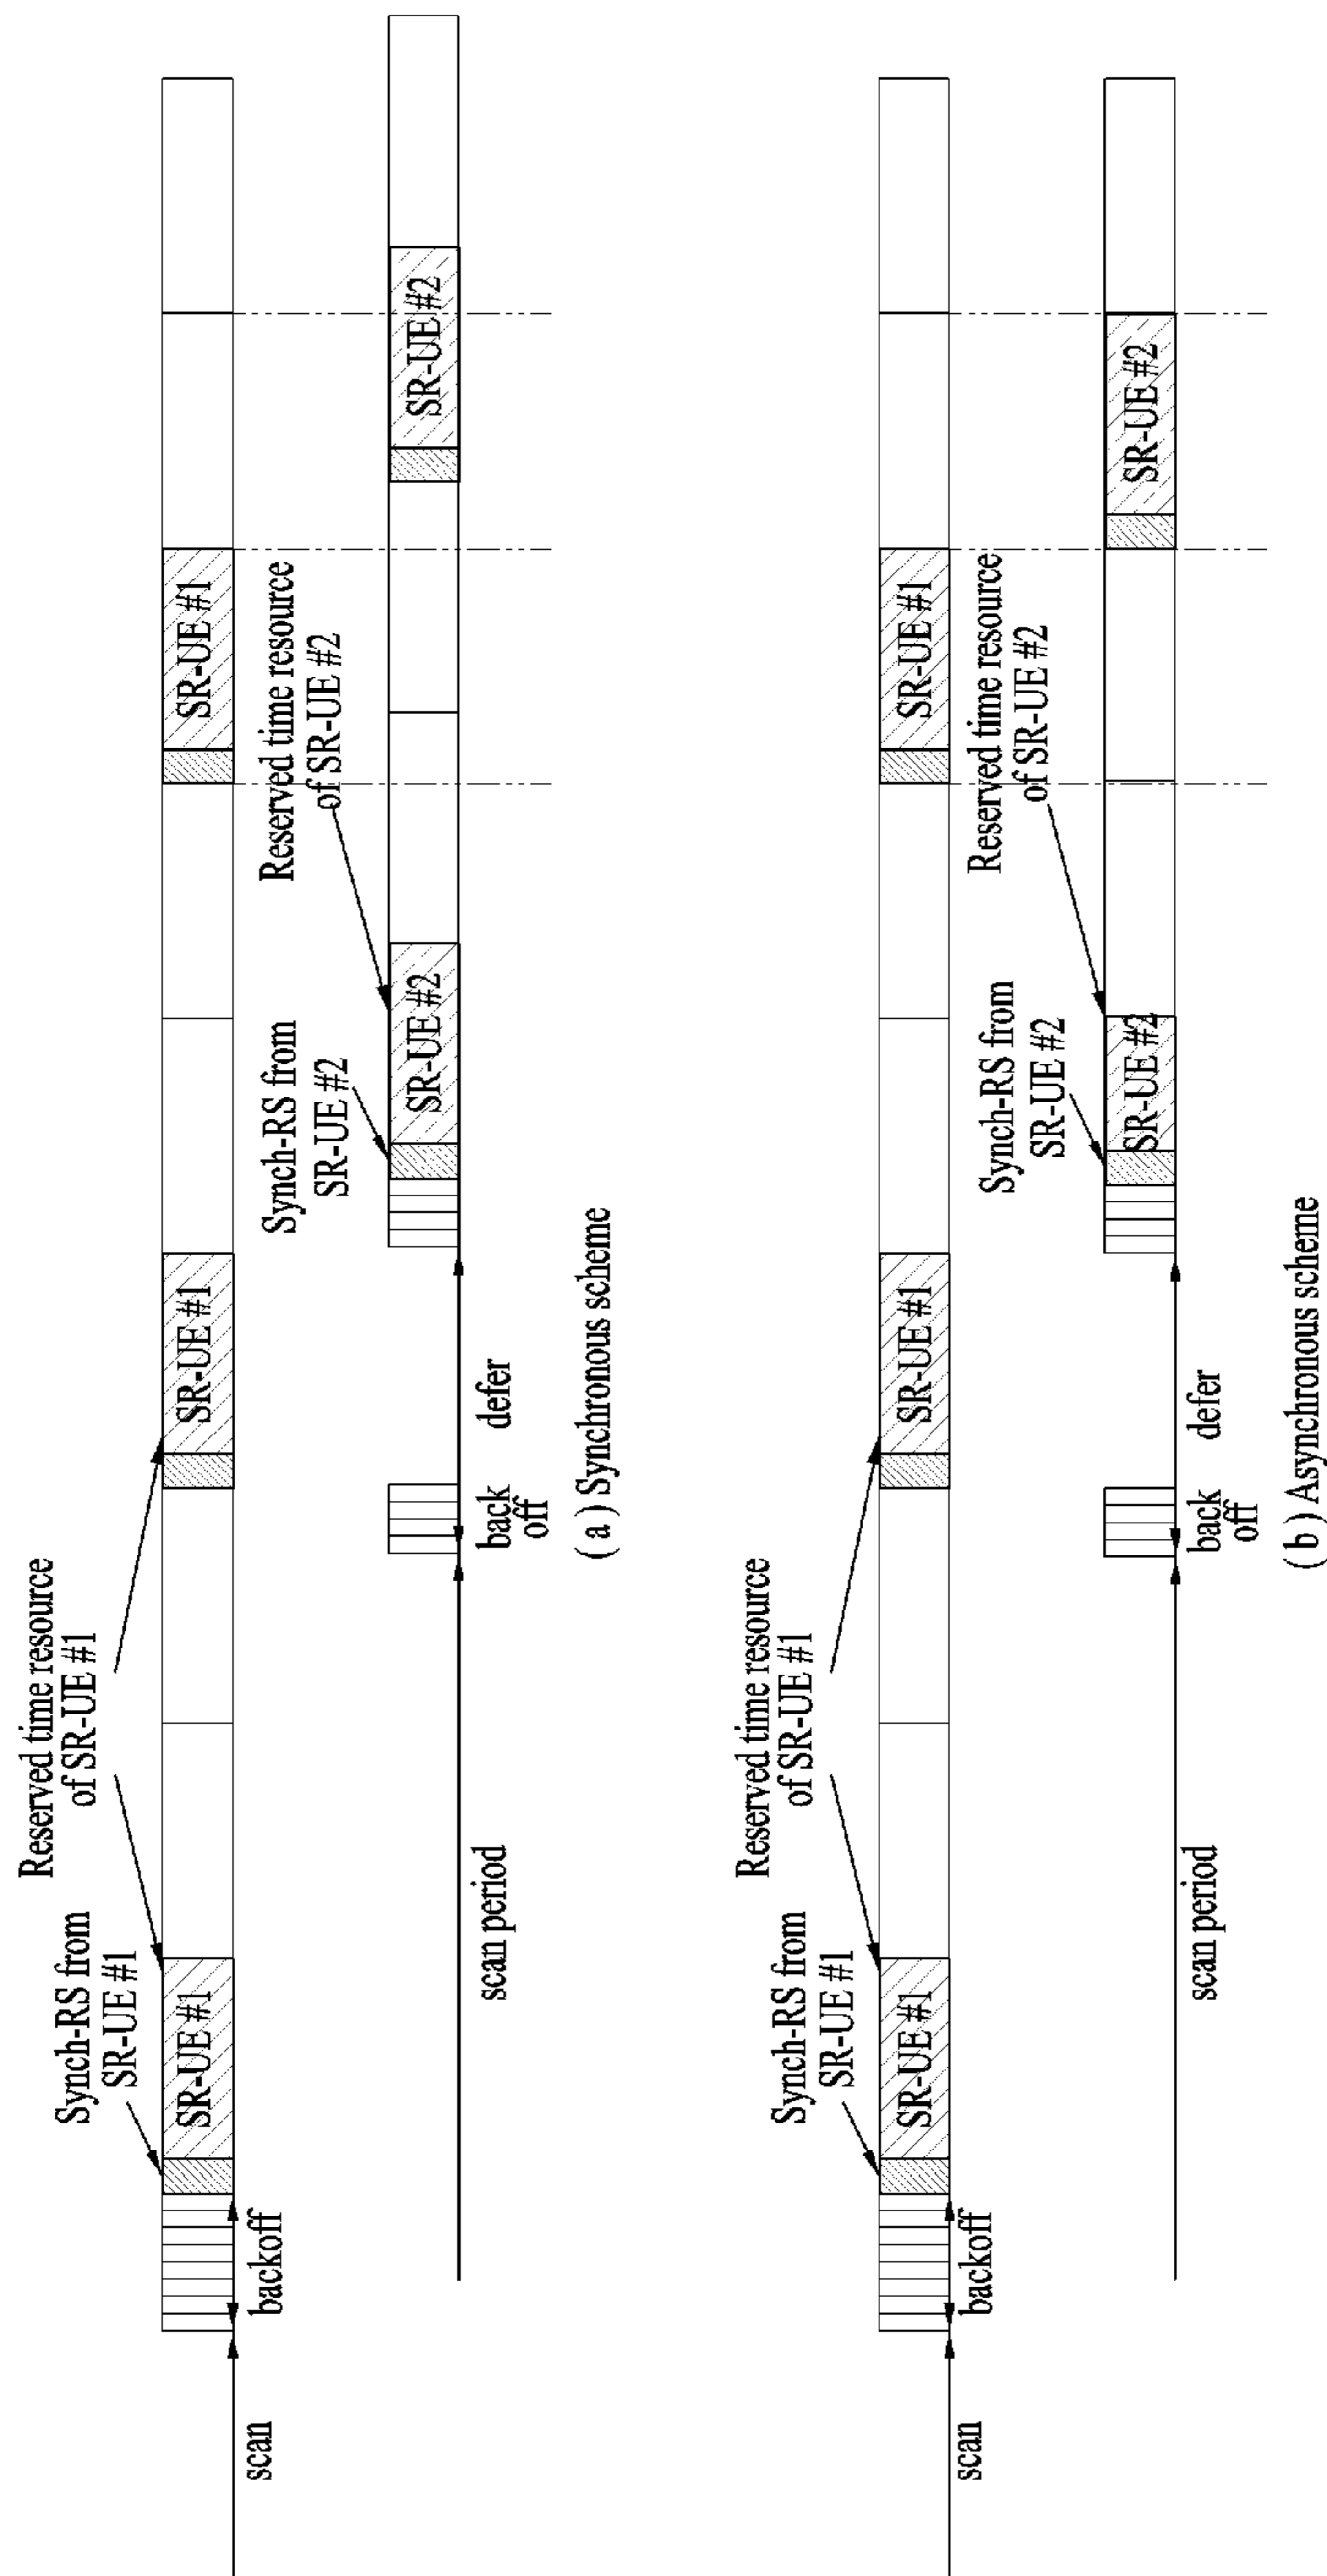 Reserved time resource
of SR-UE #1
Synch-RS from
SR-UE #1
SR-UE #1
SR-UE #1
SR-UE #1
scan
backoff
Reserved time resource
of SR-UE #2
Synch-RS from
SR-UE #2
SR-UE #2
SR-UE #2
scan period
back
off
defer
( a ) Synchronous scheme
Reserved time resource
of SR-UE #1
Synch-RS from
SR-UE #1
SR-UE #1
SR-UE #1
SR-UE #1
scan
backoff
Reserved time resource
of SR-UE #2
Synch-RS from
SR-UE #2
SR-UE #2
SR-UE #2
scan period
back
off
defer
( b ) Asynchronous scheme